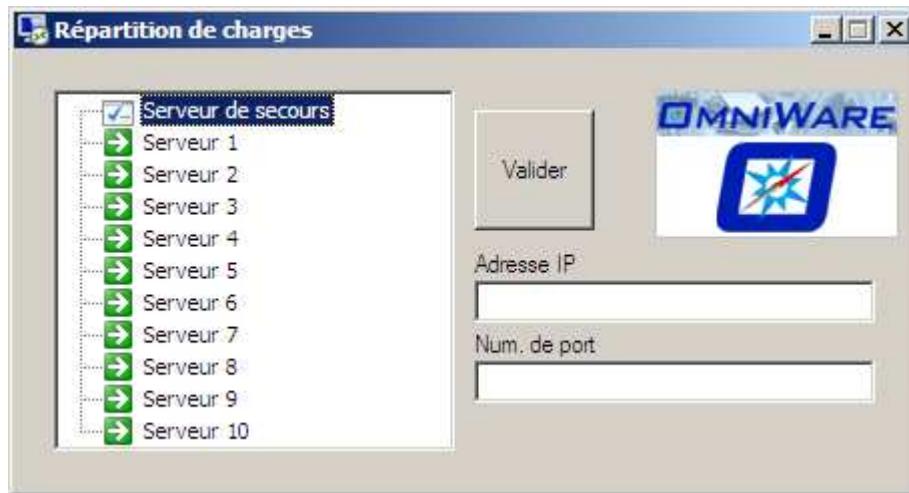 Répartition de charges
Serveur de secours
Serveur 1
Serveur 2
Serveur 3
Serveur 4
Serveur 5
Serveur 6
Serveur 7
Serveur 8
Serveur 9
Serveur 10
Valider
OMNIWARE
Adresse IP
Num. de port